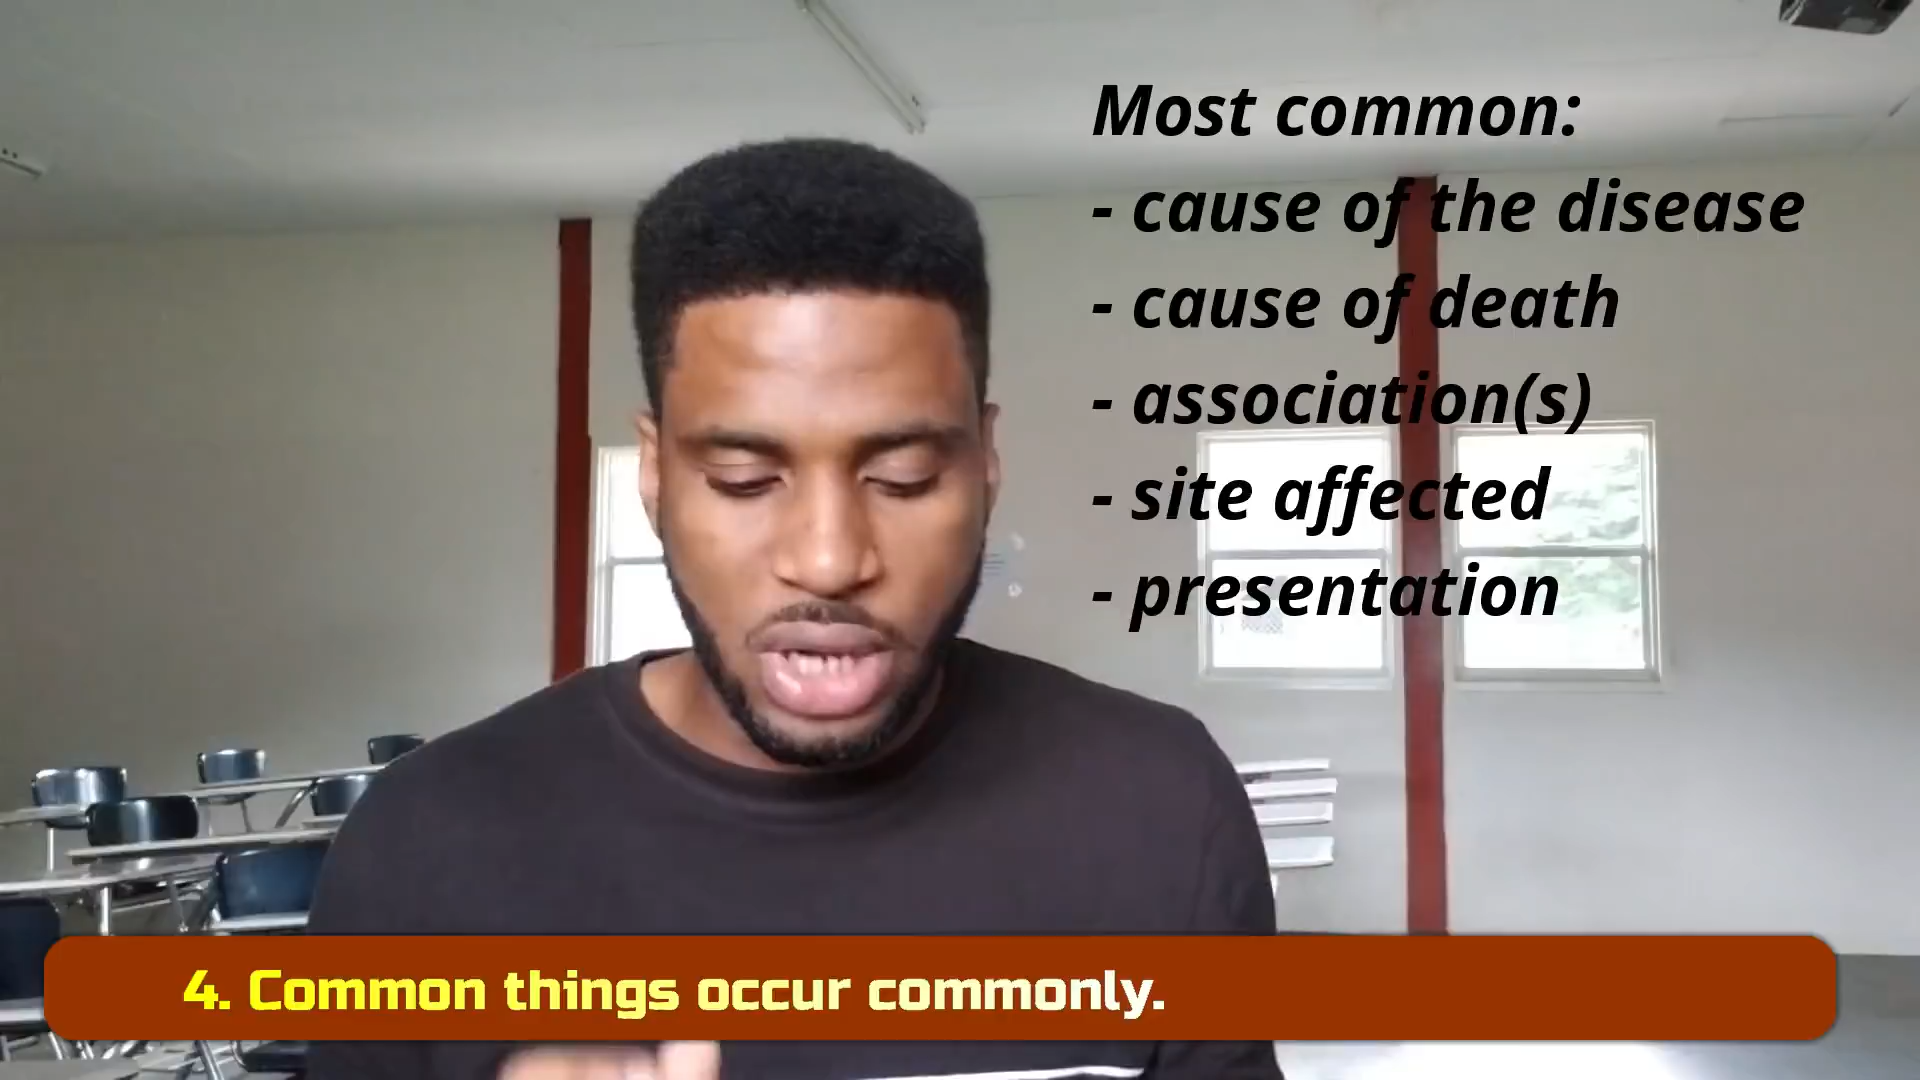 Most common:
- cause of the disease
- cause of death
- association(s)
- site affected
- presentation
4. Common things occur commonly.